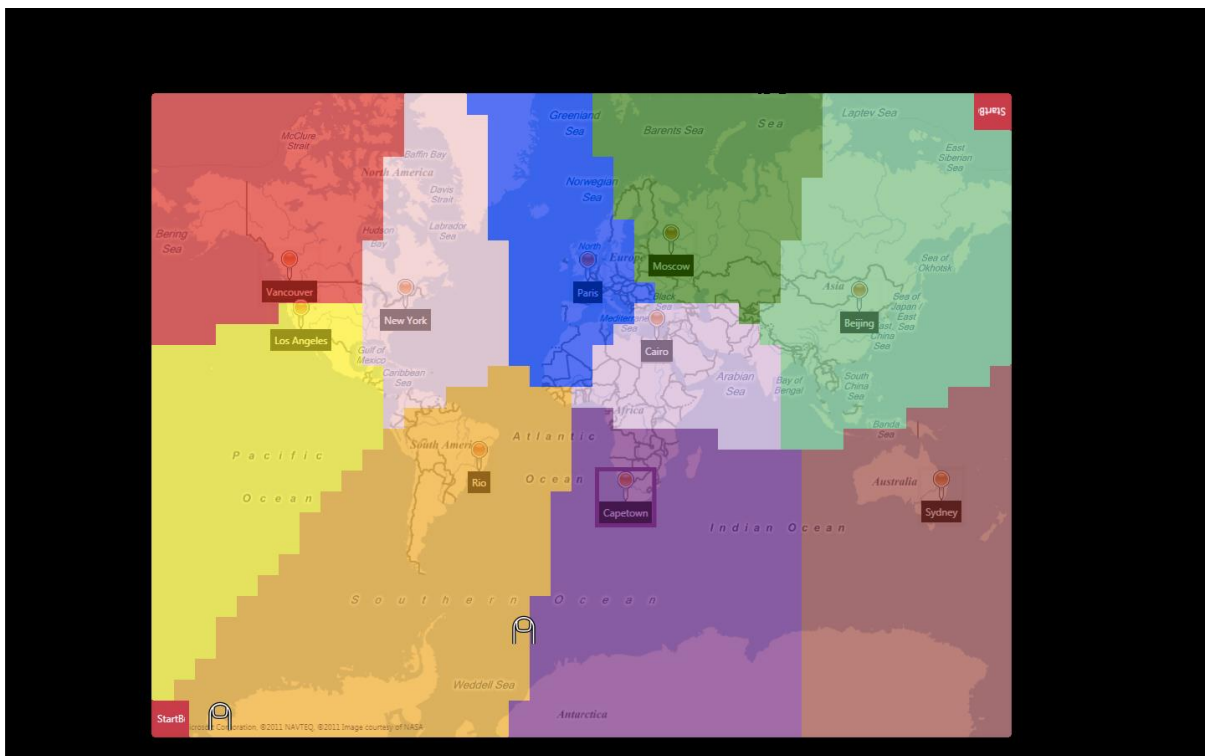 Greenland
Sea
Barents Sea
Sea
Laptev Sea
StartB
McClure
Strait
East
Siberian
Sea
Baffin Bay
North America
Davis
Strait
Norwegian
Sea
Labrador
Sea
Hudson
Bay
Bering
Sea
North
Europe
Moscow
Sea of
Okhotsk
Vancouver
Paris
Black
Sea
Asia
Sea of
Japan /
East
Sea
New York
Mediterranean
Sea
Beijing
East
China
Sea
Los Angeles
Cairo
Gulf of
Mexico
Caribbean
Sea
Arabian
Sea
Bay of
Bengal
South
China
Sea
Africa
Banda
Sea
South America
Atlantic
Ocean
Pacific
Ocean
Rio
Australia
Capetown
Sydney
Indian Ocean
Southern Ocean
Weddell Sea
Antarctica
StartB
Corporation, ©2011 NAVTEQ, ©2011 Image courtesy of NASA